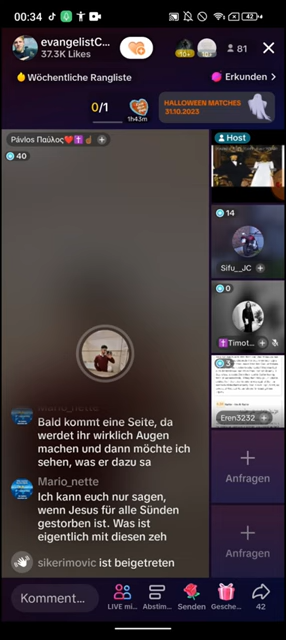 00:34
42
evangelistC...
37.3K Likes
10+
10+
81
Wöchentliche Rangliste
Erkunden >
0/1
1h43m
HALLOWEEN MATCHES
31.10.2023
Pávlos Παύλος❤️✝️☝🏾
40
Host
14
Sifu__JC
0
✝️Timot...
3
Eren3232
Bald kommt eine Seite, da
werdet ihr wirklich Augen
machen und dann möchte ich
sehen, was er dazu sa
Mario_nette
Ich kann euch nur sagen,
wenn Jesus für alle Sünden
gestorben ist. Was ist
eigentlich mit diesen zeh
sikerimovic ist beigetreten
Anfragen
Anfragen
Komment...
LIVE mi...
Abstim...
Senden
Gesche...
42